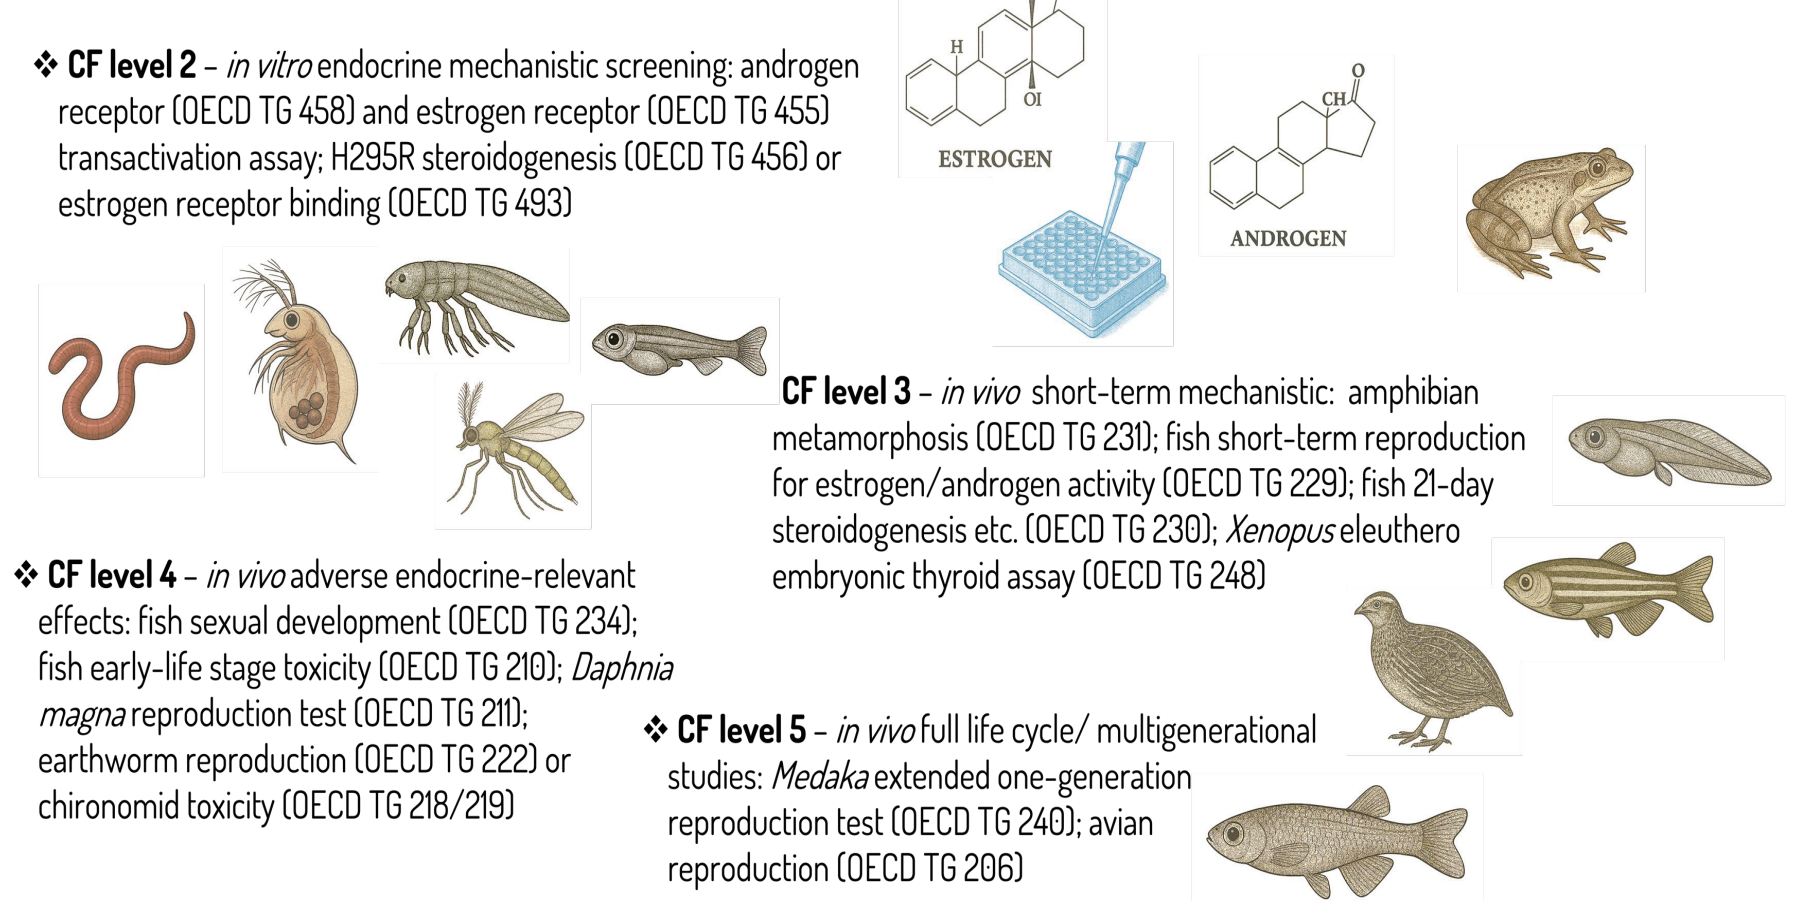 ❖ CF level 2 – in vitro endocrine mechanistic screening: androgen
receptor (OECD TG 458) and estrogen receptor (OECD TG 455)
transactivation assay; H295R steroidogenesis (OECD TG 456) or
estrogen receptor binding (OECD TG 493)
H
OI
ESTROGEN
O
CH
ANDROGEN
CF level 3 – in vivo short-term mechanistic: amphibian
metamorphosis (OECD TG 231); fish short-term reproduction
for estrogen/androgen activity (OECD TG 229); fish 21-day
steroidogenesis etc. (OECD TG 230); Xenopus eleuthero
embryonic thyroid assay (OECD TG 248)
❖ CF level 4 – in vivo adverse endocrine-relevant
effects: fish sexual development (OECD TG 234);
fish early-life stage toxicity (OECD TG 210); Daphnia
magna reproduction test (OECD TG 211);
earthworm reproduction (OECD TG 222) or
chironomid toxicity (OECD TG 218/219)
❖ CF level 5 – in vivo full life cycle/ multigenerational
studies: Medaka extended one-generation
reproduction test (OECD TG 240); avian
reproduction (OECD TG 206)